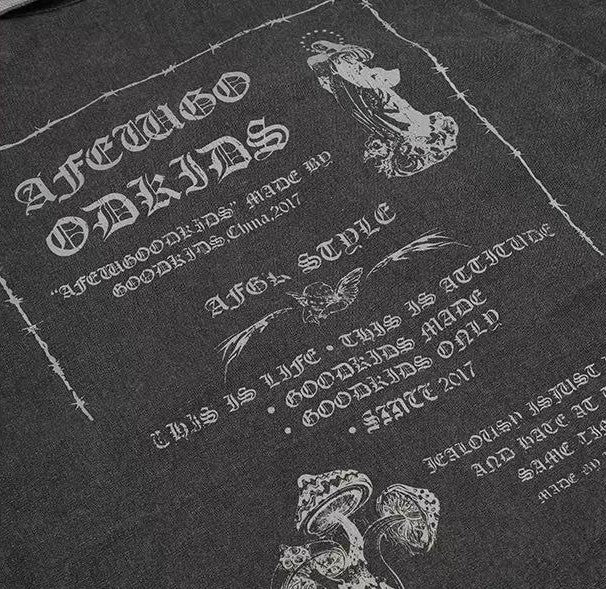 AFEWGO
ODKIDS
"AFEWGOODKIDS" MADE BY
GOODKIDS,China,2017
AFGK STYLE
THIS IS LIFE • THIS IS ATTITUDE
• GOODKIDS MADE
• GOODKIDS ONLY
• SINCE 2017
JEALOUSY IS JUST
AND HATE AT
SAME
MADE BY